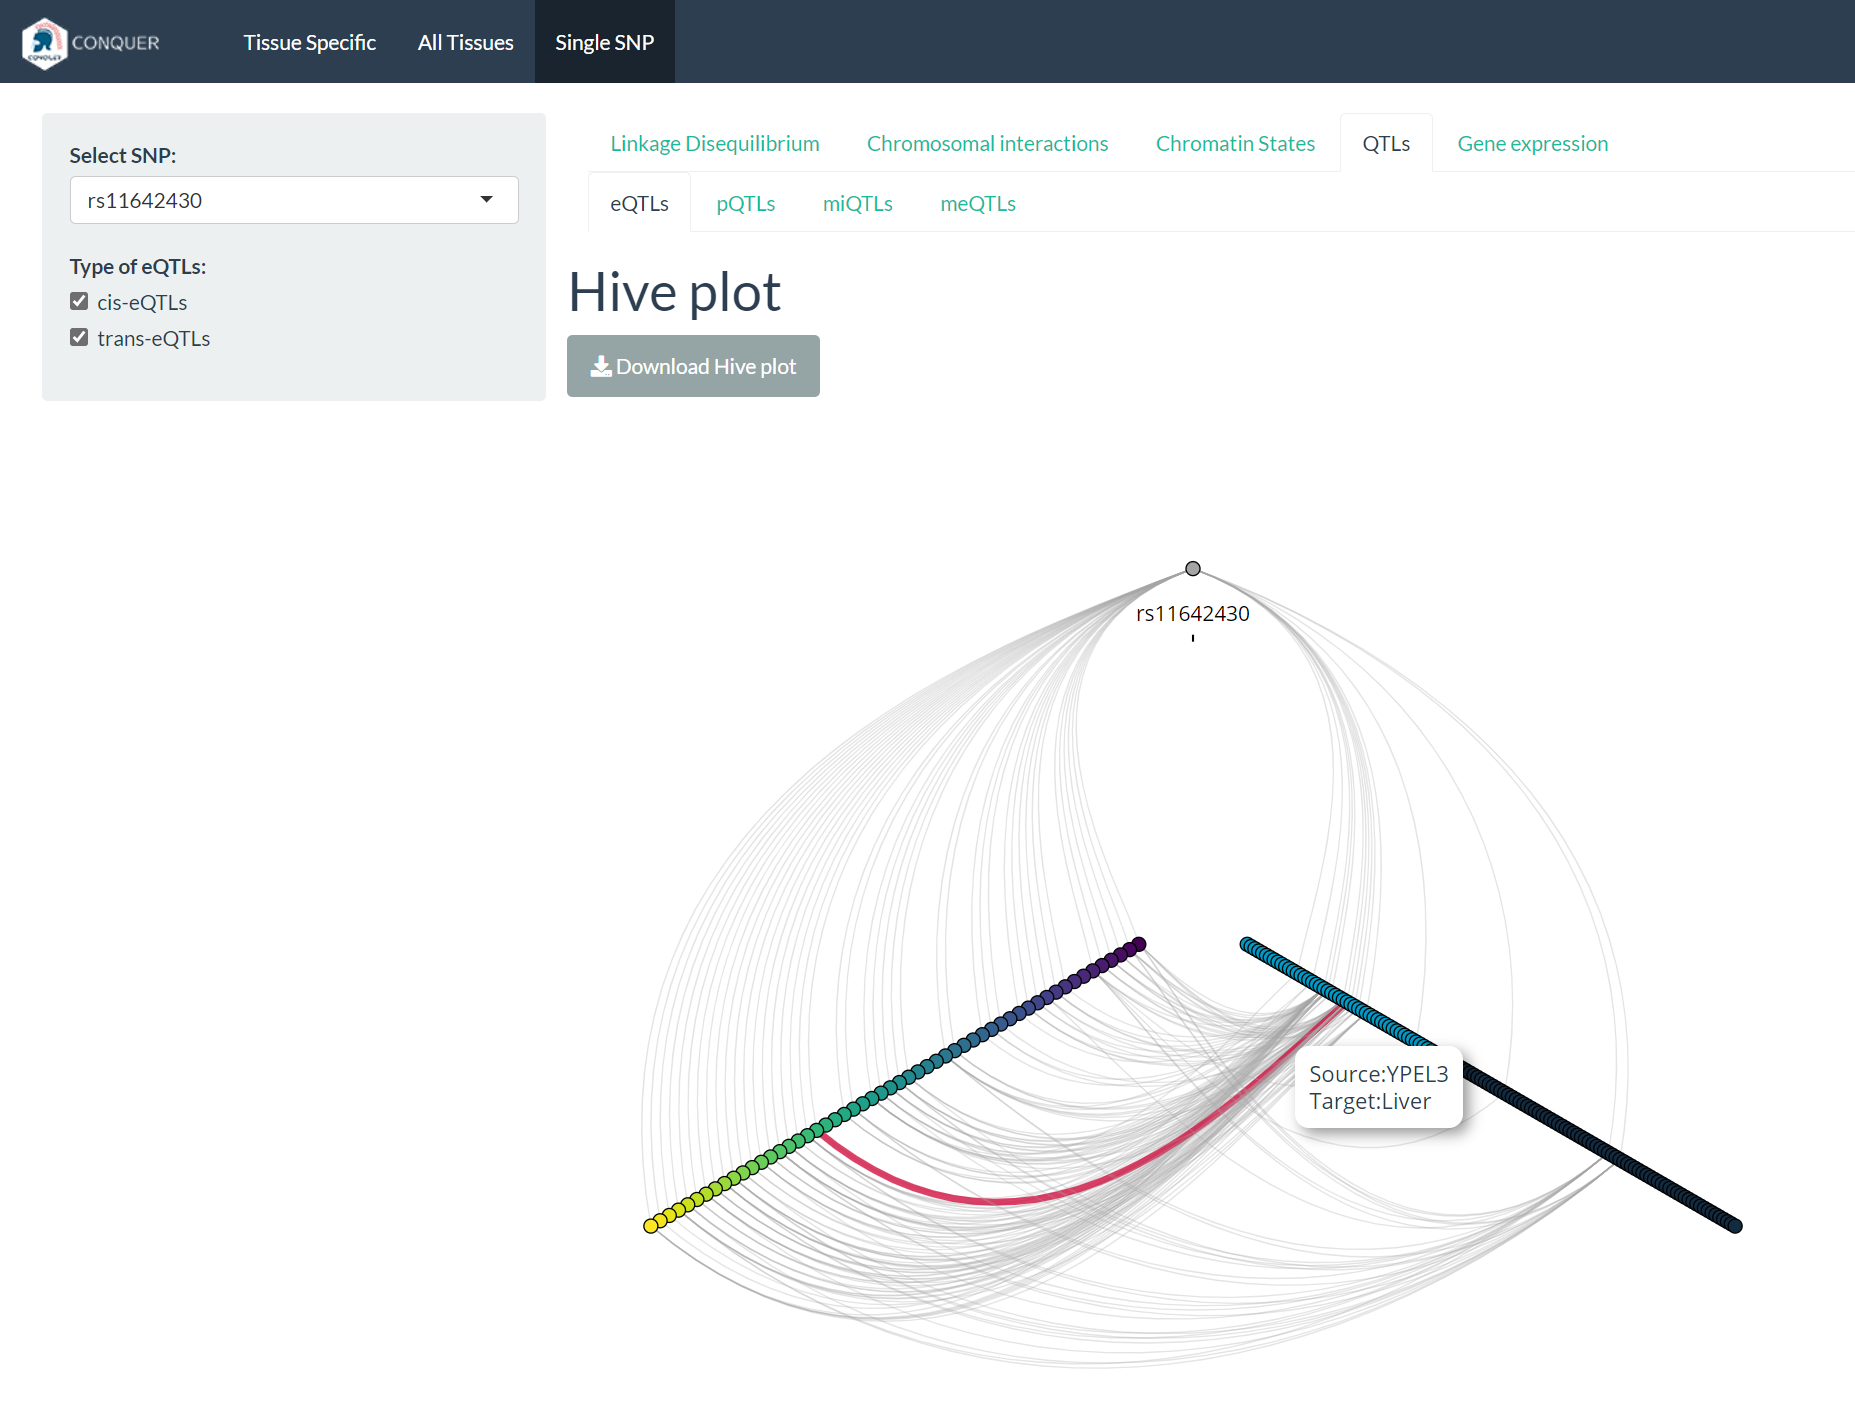 CONQUER
CONQUER
Tissue Specific
All Tissues
Single SNP
Select SNP:
rs11642430
Type of eQTLs:
cis-eQTLs
trans-eQTLs
Linkage Disequilibrium
Chromosomal interactions
Chromatin States
QTLs
Gene expression
eQTLs
pQTLs
miQTLs
meQTLs
Hive plot
Download Hive plot
rs11642430
Source:YPEL3
Target:Liver